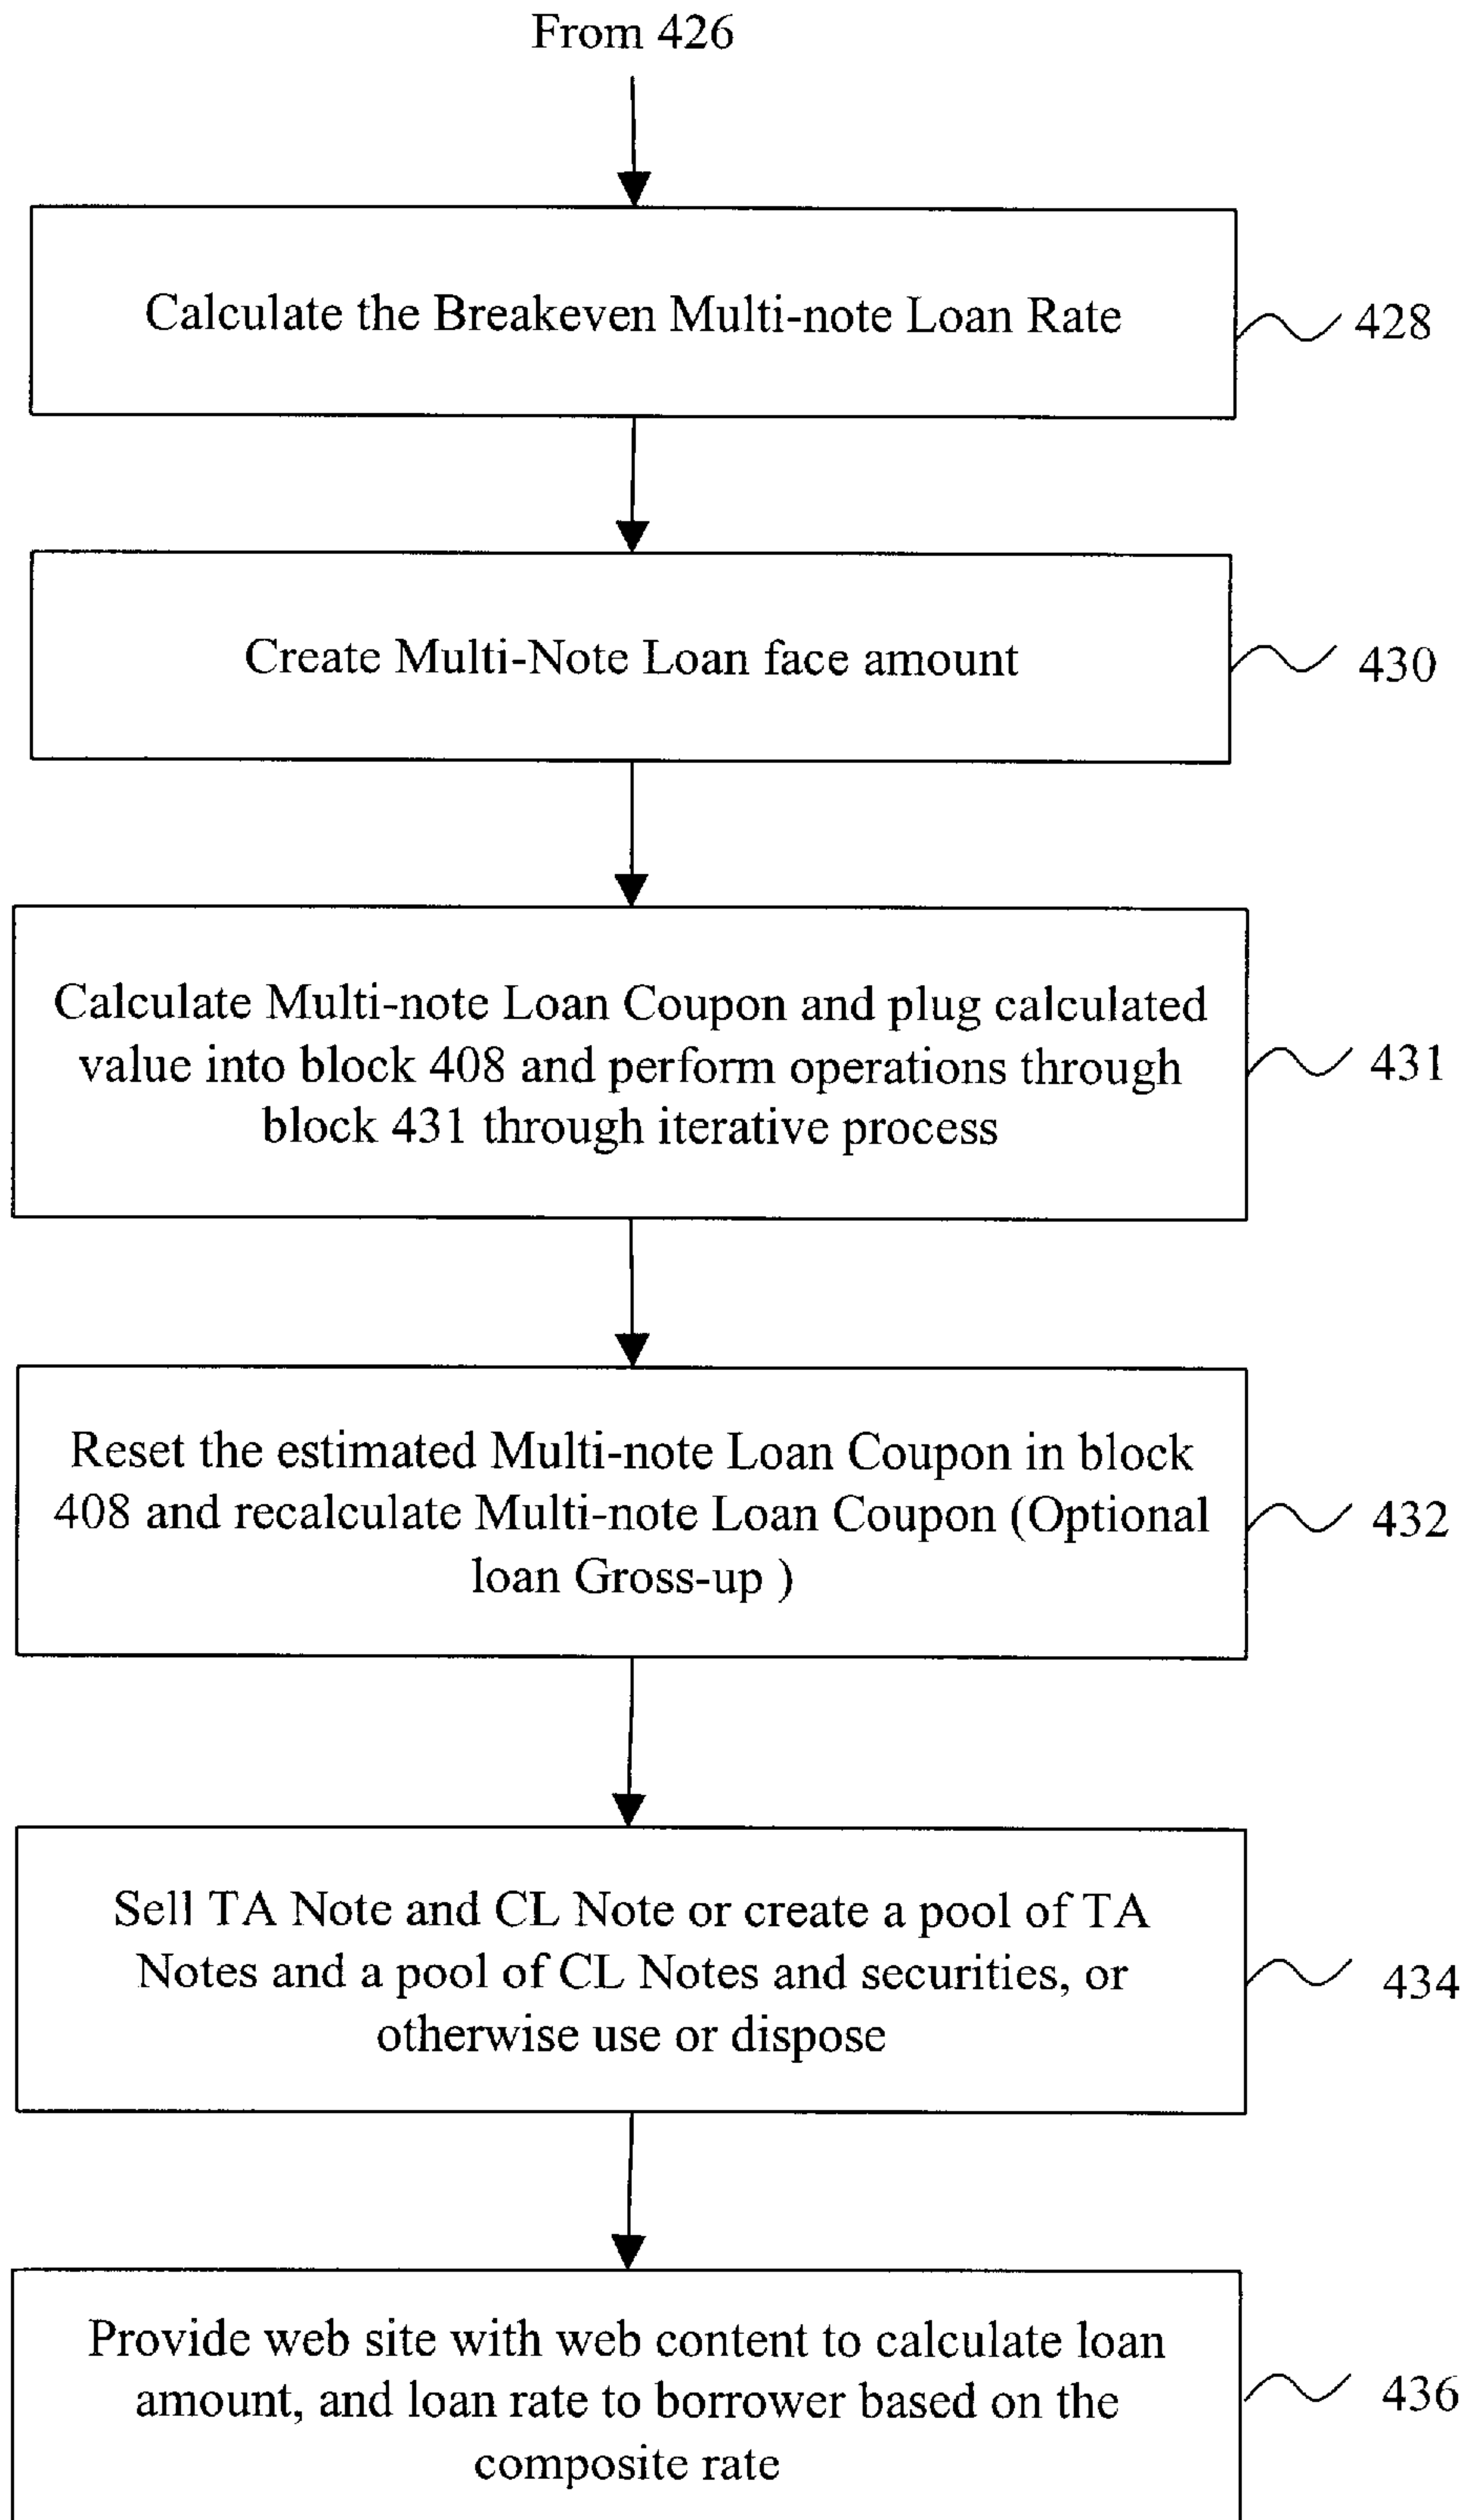 From 426
Calculate the Breakeven Multi-note Loan Rate
428
Create Multi-Note Loan face amount
430
Calculate Multi-note Loan Coupon and plug calculated
value into block 408 and perform operations through
block 431 through iterative process
431
Reset the estimated Multi-note Loan Coupon in block
408 and recalculate Multi-note Loan Coupon (Optional
loan Gross-up )
432
Sell TA Note and CL Note or create a pool of TA
Notes and a pool of CL Notes and securities, or
otherwise use or dispose
434
Provide web site with web content to calculate loan
amount, and loan rate to borrower based on the
composite rate
436